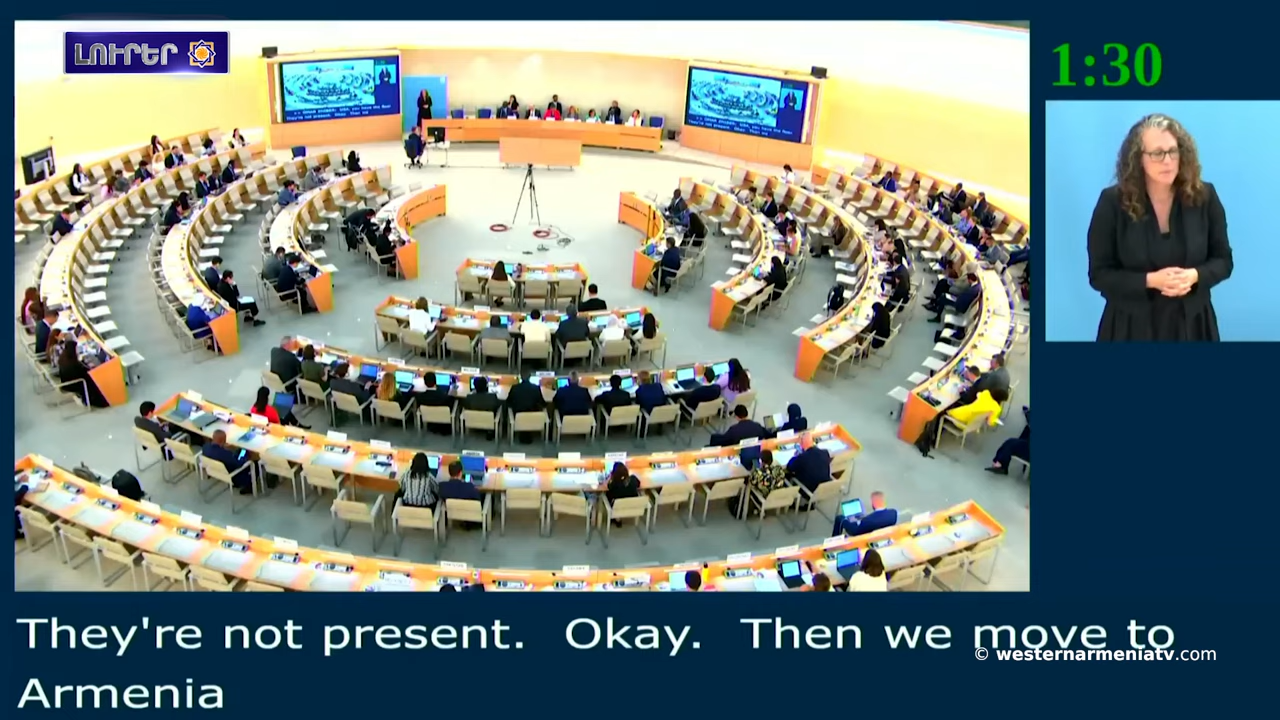 ԼՈՒՐԵՐ
1:30
They're not present.  Okay.  Then we move to
Armenia
© westernarmeniatv.com